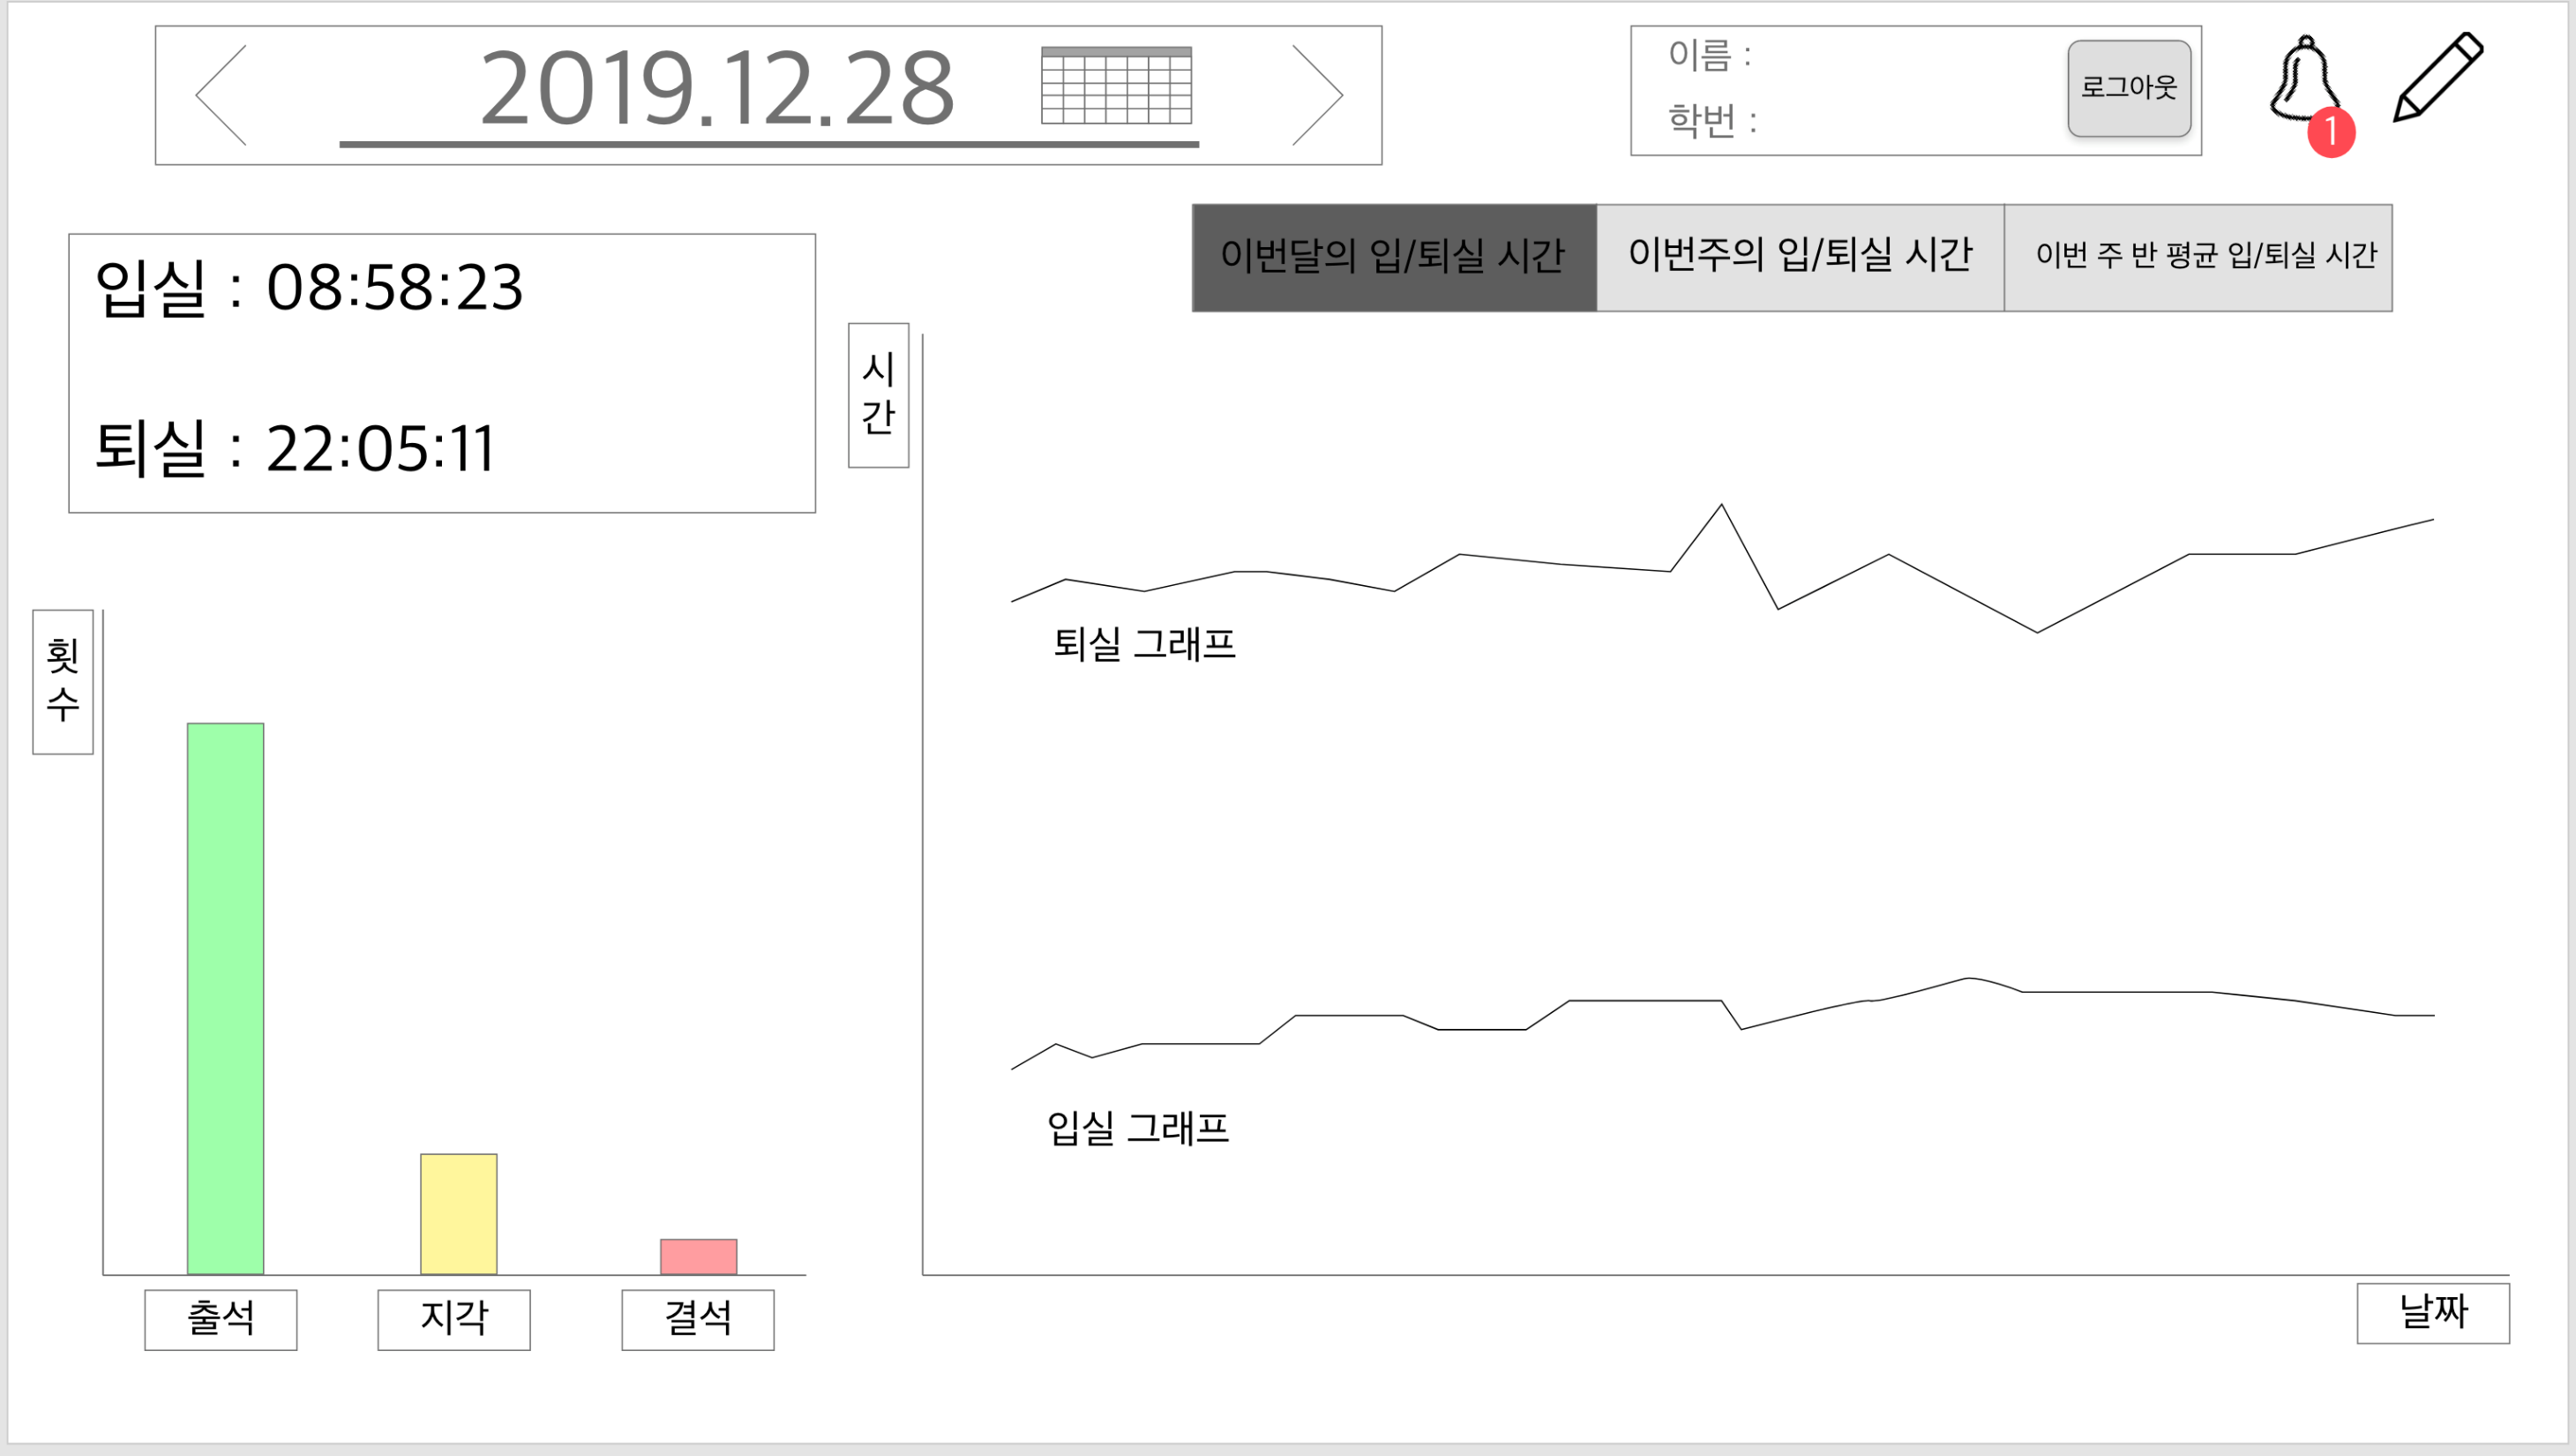 2019.12.28
이름 :
학번 :
로그아웃
1
이번달의 입/퇴실 시간
이번주의 입/퇴실 시간
이번 주 반 평균 입/퇴실 시간
입실 : 08:58:23
퇴실 : 22:05:11
시
간
퇴실 그래프
입실 그래프
날짜
횟
수
출석
지각
결석